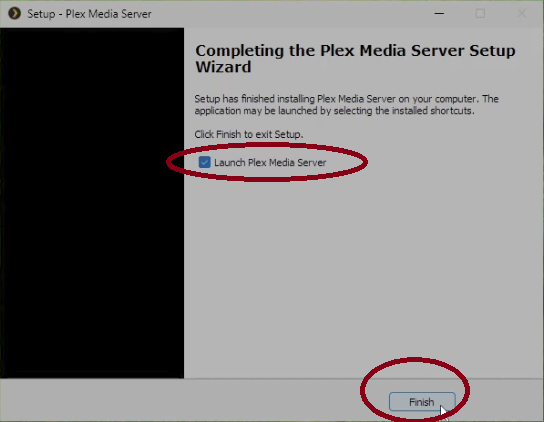 Setup - Plex Media Server
Completing the Plex Media Server Setup
Wizard
Setup has finished installing Plex Media Server on your computer. The
application may be launched by selecting the installed shortcuts.
Click Finish to exit Setup.
Launch Plex Media Server
Finish